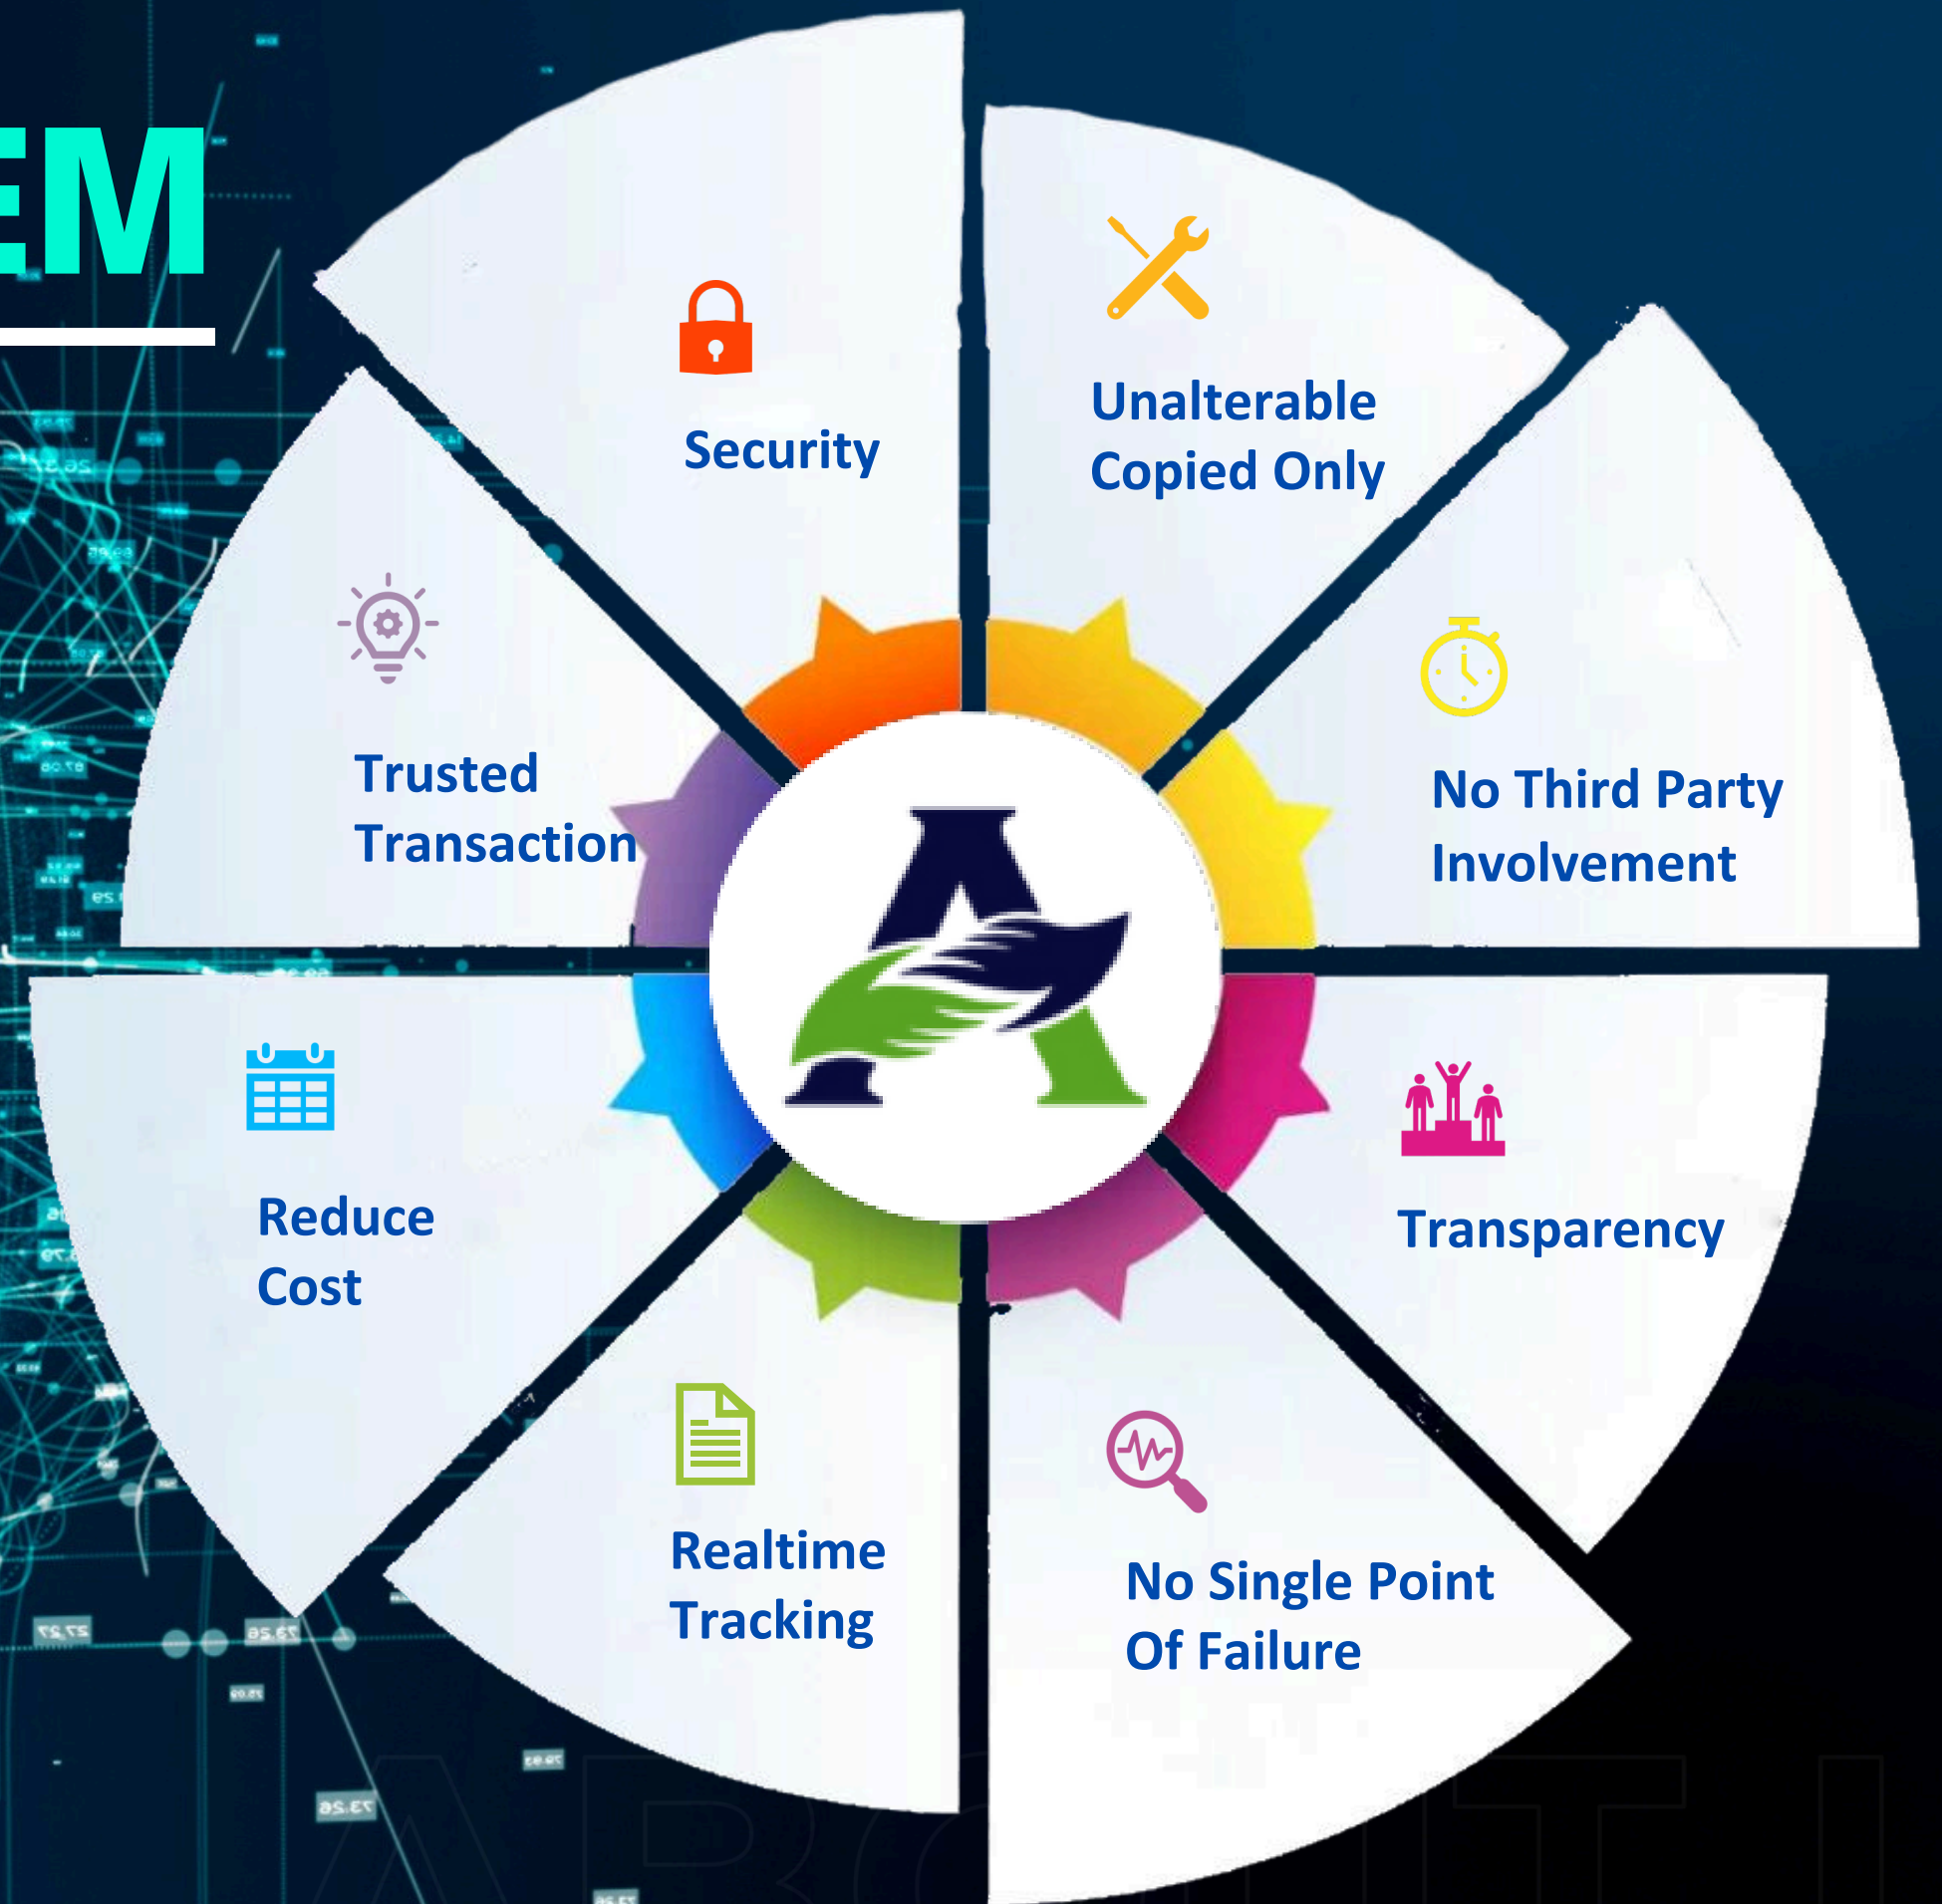 EM
Security
Unalterable
Copied Only
Trusted
Transaction
No Third Party
Involvement
Reduce
Cost
Transparency
Realtime
Tracking
No Single Point
Of Failure